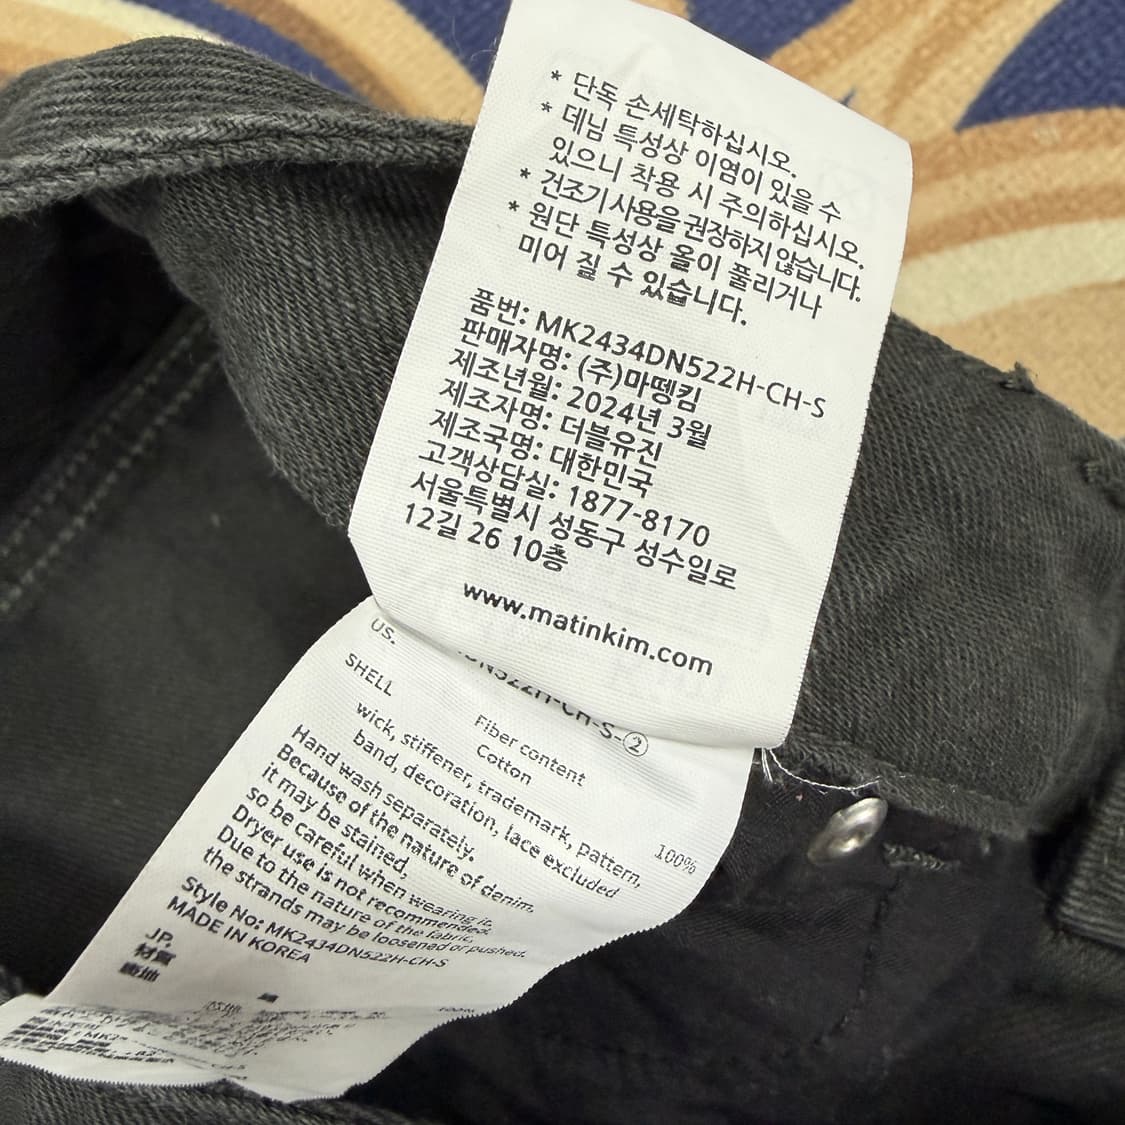 * 단독 손세탁하십시오.
* 데님 특성상 이염이 있을 수
있으니 착용 시 주의하십시오.
* 건조기 사용을 권장하지 않습니다.
* 원단 특성상 올이 풀리거나
미어 질 수 있습니다.
품번: MK2434DN522H-CH-S
판매자명: (주)마뗑킴
제조년월: 2024년 3월
제조자명: 더블유진
제조국명: 대한민국
고객상담실: 1877-8170
서울특별시 성동구 성수일로
12길 26 10층
www.matinkim.com
US.
DN522H-CH-S-②
SHELL
Fiber content
Cotton 100%
wick, stiffener, trademark, pattern,
band, decoration, lace excluded
Hand wash separately.
Because of the nature of denim,
it may be stained,
so be careful when wearing it.
Dryer use is not recommended.
Due to the nature of the fabric,
the strands may be loosened or pushed.
Style No: MK2434DN522H-CH-S
MADE IN KOREA
JP.
材質